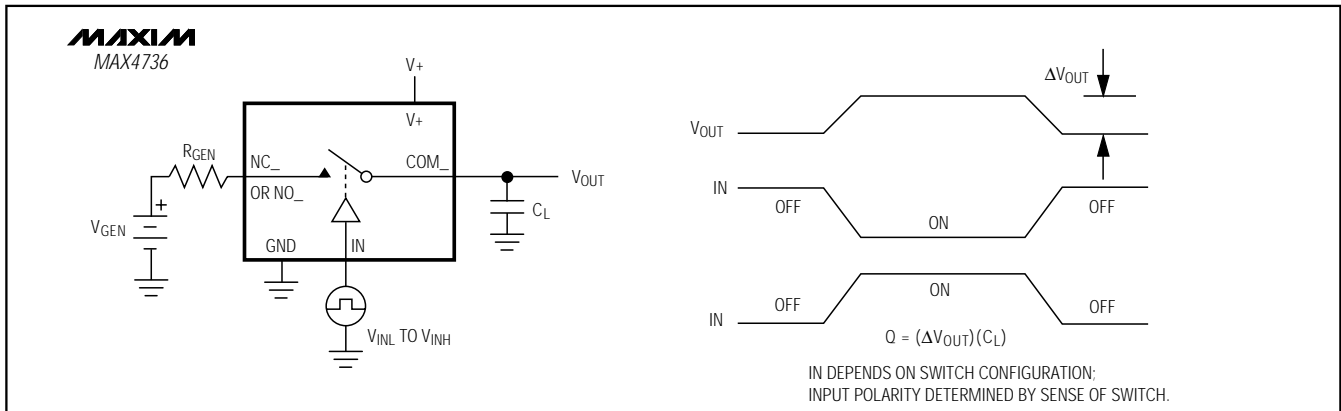 MAXIM
MAX4736
V+
V+
RGEN
NC_
OR NO_
COM_
VOUT
CL
+
VGEN
GND
IN
VINL TO VINH
ΔVOUT
VOUT
IN
OFF
ON
OFF
IN
OFF
ON
OFF
Q = (ΔVOUT)(CL)
IN DEPENDS ON SWITCH CONFIGURATION;
INPUT POLARITY DETERMINED BY SENSE OF SWITCH.